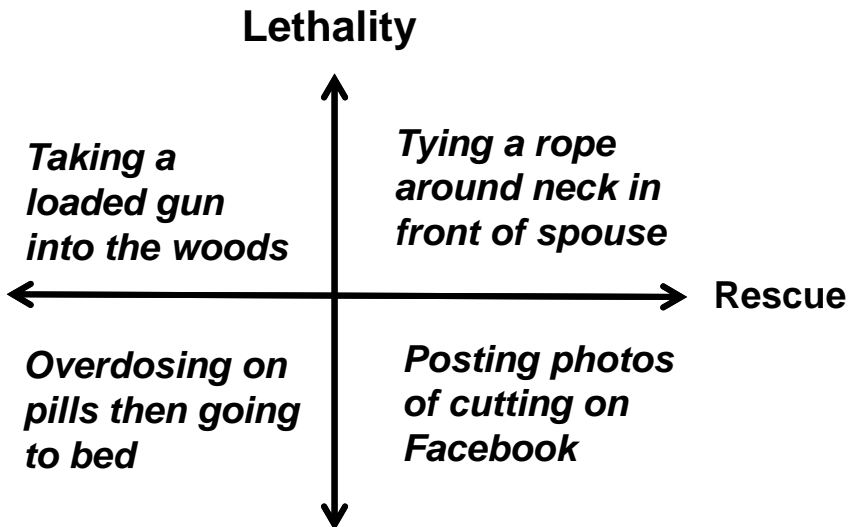 Lethality
Taking a
loaded gun
into the woods
Tying a rope
around neck in
front of spouse
Rescue
Overdosing on
pills then going
to bed
Posting photos
of cutting on
Facebook